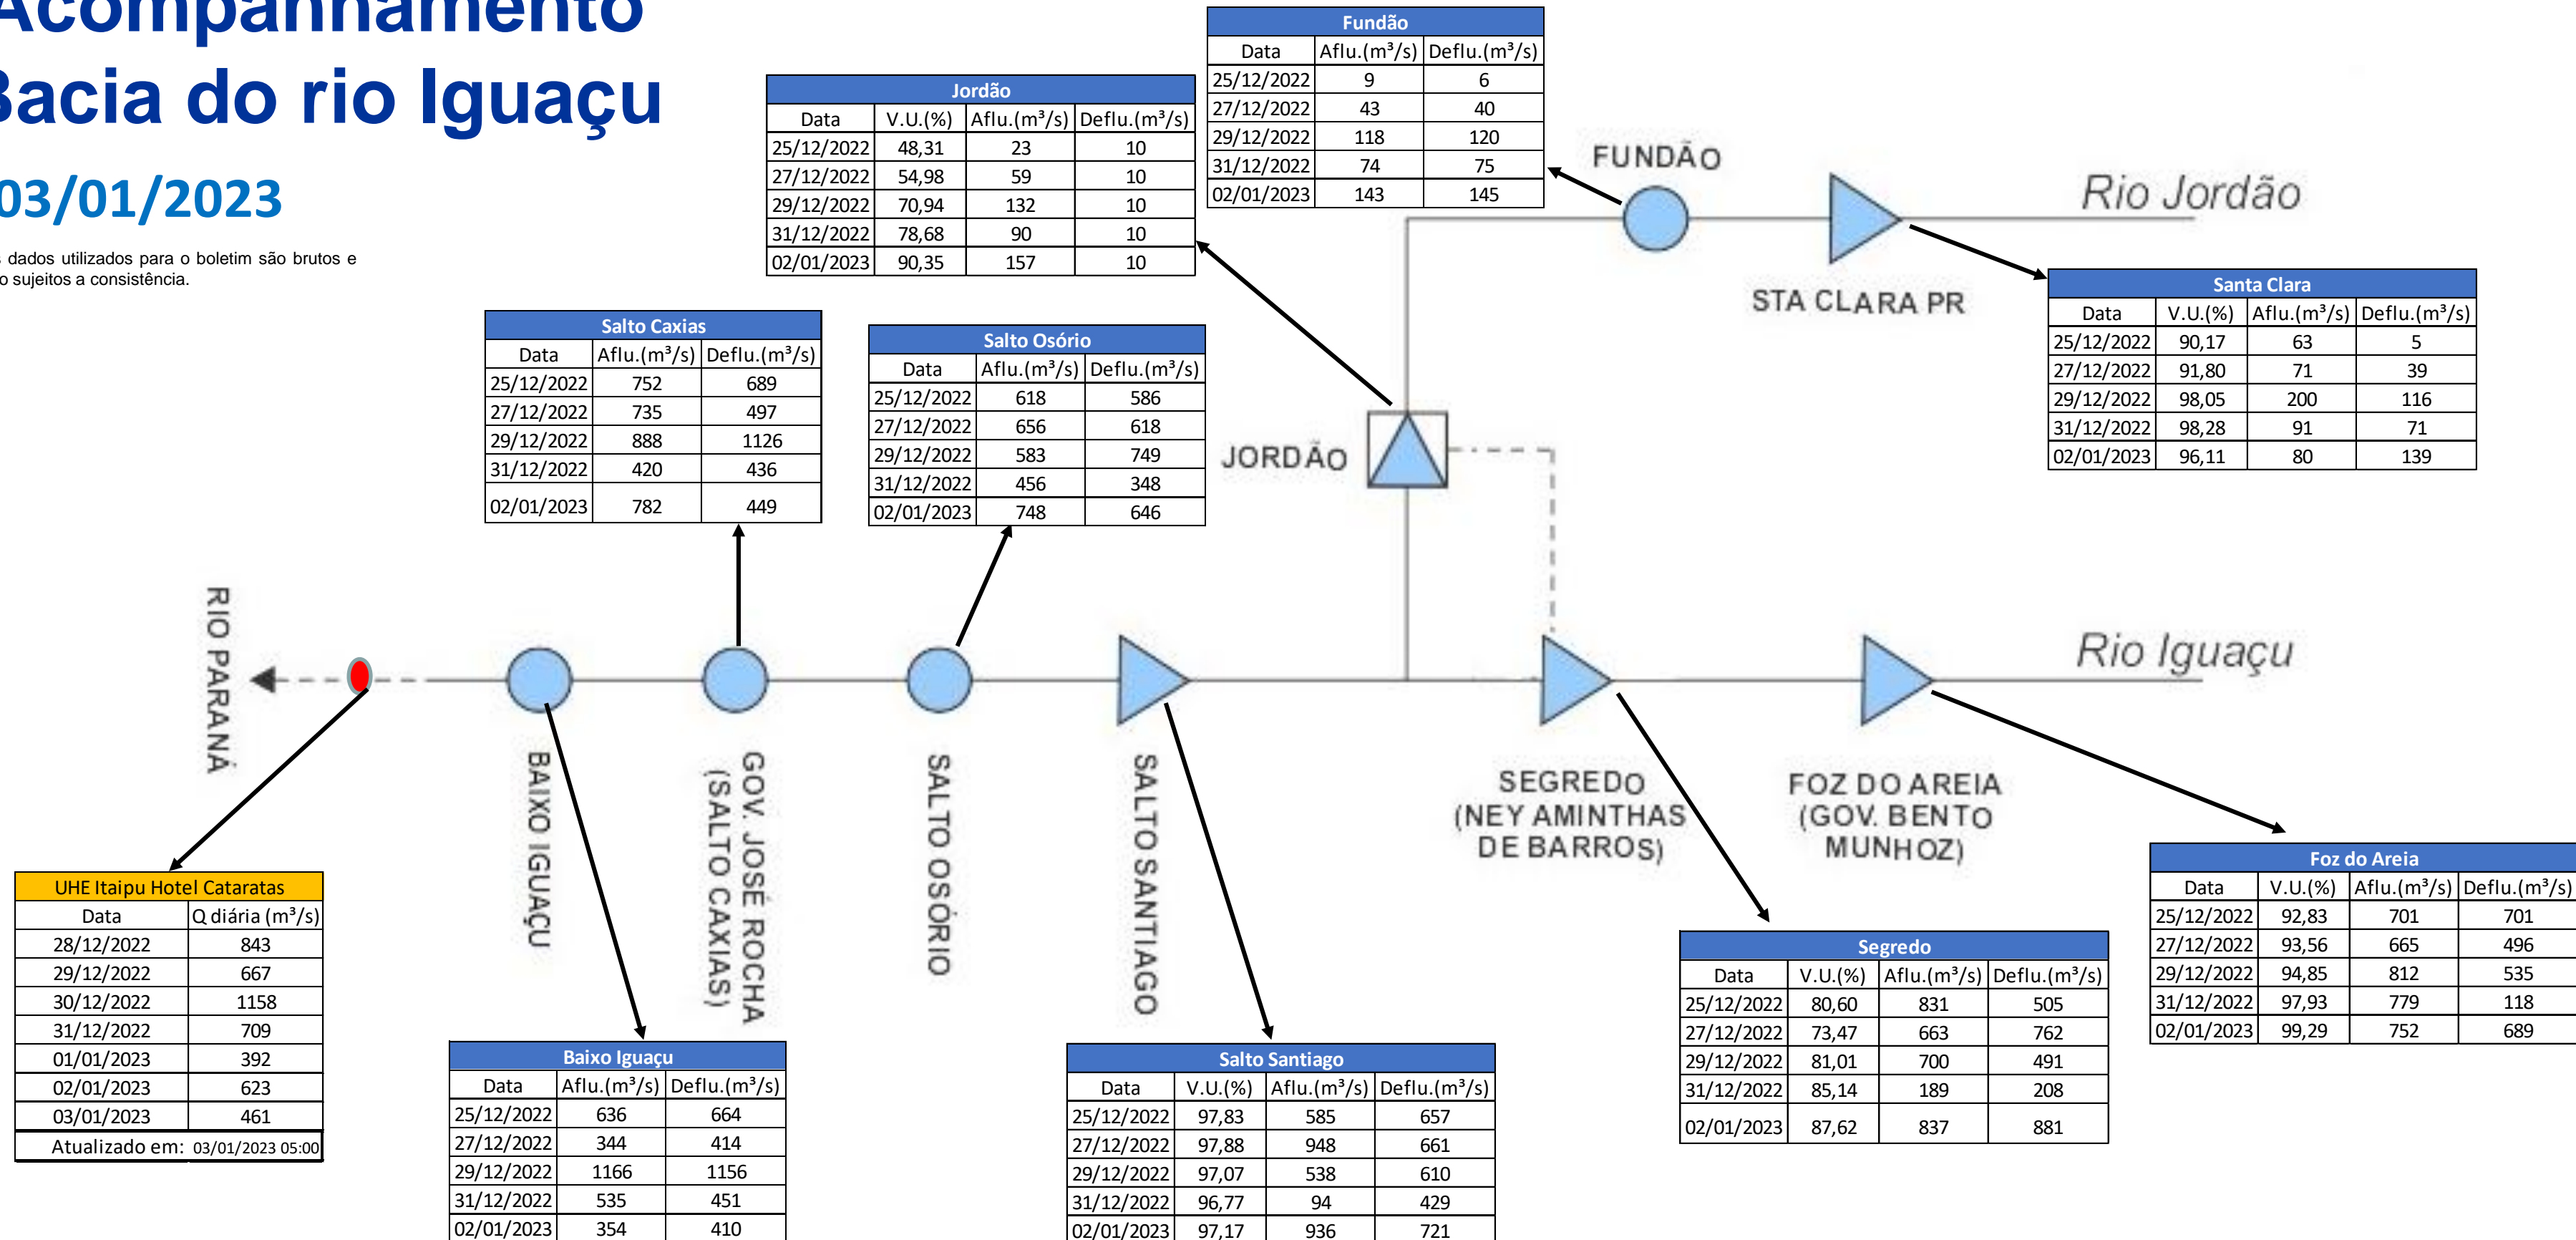 Acompanhamento
Bacia do rio Iguaçu
03/01/2023
dados utilizados para o boletim são brutos e
sujeitos a consistência.
Jordão
Data V.U.(%) Aflu.(m³/s) Deflu.(m³/s)
25/12/2022 48,31 23 10
27/12/2022 54,98 59 10
29/12/2022 70,94 132 10
31/12/2022 78,68 90 10
02/01/2023 90,35 157 10
Fundão
Data Aflu.(m³/s) Deflu.(m³/s)
25/12/2022 9 6
27/12/2022 43 40
29/12/2022 118 120
31/12/2022 74 75
02/01/2023 143 145
FUNDÃO
Rio Jordão
STA CLARA PR
Santa Clara
Data V.U.(%) Aflu.(m³/s) Deflu.(m³/s)
25/12/2022 90,17 63 5
27/12/2022 91,80 71 39
29/12/2022 98,05 200 116
31/12/2022 98,28 91 71
02/01/2023 96,11 80 139
Salto Caxias
Data Aflu.(m³/s) Deflu.(m³/s)
25/12/2022 752 689
27/12/2022 735 497
29/12/2022 888 1126
31/12/2022 420 436
02/01/2023 782 449
Salto Osório
Data Aflu.(m³/s) Deflu.(m³/s)
25/12/2022 618 586
27/12/2022 656 618
29/12/2022 583 749
31/12/2022 456 348
02/01/2023 748 646
JORDÃO
RIO PARANÁ
Rio Iguaçu
BAIXO IGUAÇU
GOV. JOSÉ ROCHA
(SALTO CAXIAS)
SALTO OSÓRIO
SALTO SANTIAGO
SEGREDO
(NEY AMINTHAS
DE BARROS)
FOZ DO AREIA
(GOV. BENTO
MUNHOZ)
UHE Itaipu Hotel Cataratas
Data Q diária (m³/s)
28/12/2022 843
29/12/2022 667
30/12/2022 1158
31/12/2022 709
01/01/2023 392
02/01/2023 623
03/01/2023 461
Atualizado em: 03/01/2023 05:00
Baixo Iguaçu
Data Aflu.(m³/s) Deflu.(m³/s)
25/12/2022 636 664
27/12/2022 344 414
29/12/2022 1166 1156
31/12/2022 535 451
02/01/2023 354 410
Salto Santiago
Data V.U.(%) Aflu.(m³/s) Deflu.(m³/s)
25/12/2022 97,83 585 657
27/12/2022 97,88 948 661
29/12/2022 97,07 538 610
31/12/2022 96,77 94 429
02/01/2023 97,17 936 721
Segredo
Data V.U.(%) Aflu.(m³/s) Deflu.(m³/s)
25/12/2022 80,60 831 505
27/12/2022 73,47 663 762
29/12/2022 81,01 700 491
31/12/2022 85,14 189 208
02/01/2023 87,62 837 881
Foz do Areia
Data V.U.(%) Aflu.(m³/s) Deflu.(m³/s)
25/12/2022 92,83 701 701
27/12/2022 93,56 665 496
29/12/2022 94,85 812 535
31/12/2022 97,93 779 118
02/01/2023 99,29 752 689